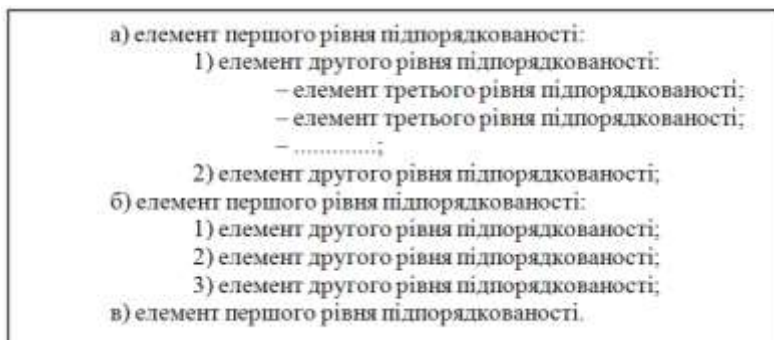 а) елемент першого рівня підпорядкованості:
1) елемент другого рівня підпорядкованості:
– елемент третього рівня підпорядкованості;
– елемент третього рівня підпорядкованості;
– .............;
2) елемент другого рівня підпорядкованості;
б) елемент першого рівня підпорядкованості:
1) елемент другого рівня підпорядкованості;
2) елемент другого рівня підпорядкованості;
3) елемент другого рівня підпорядкованості;
в) елемент першого рівня підпорядкованості.